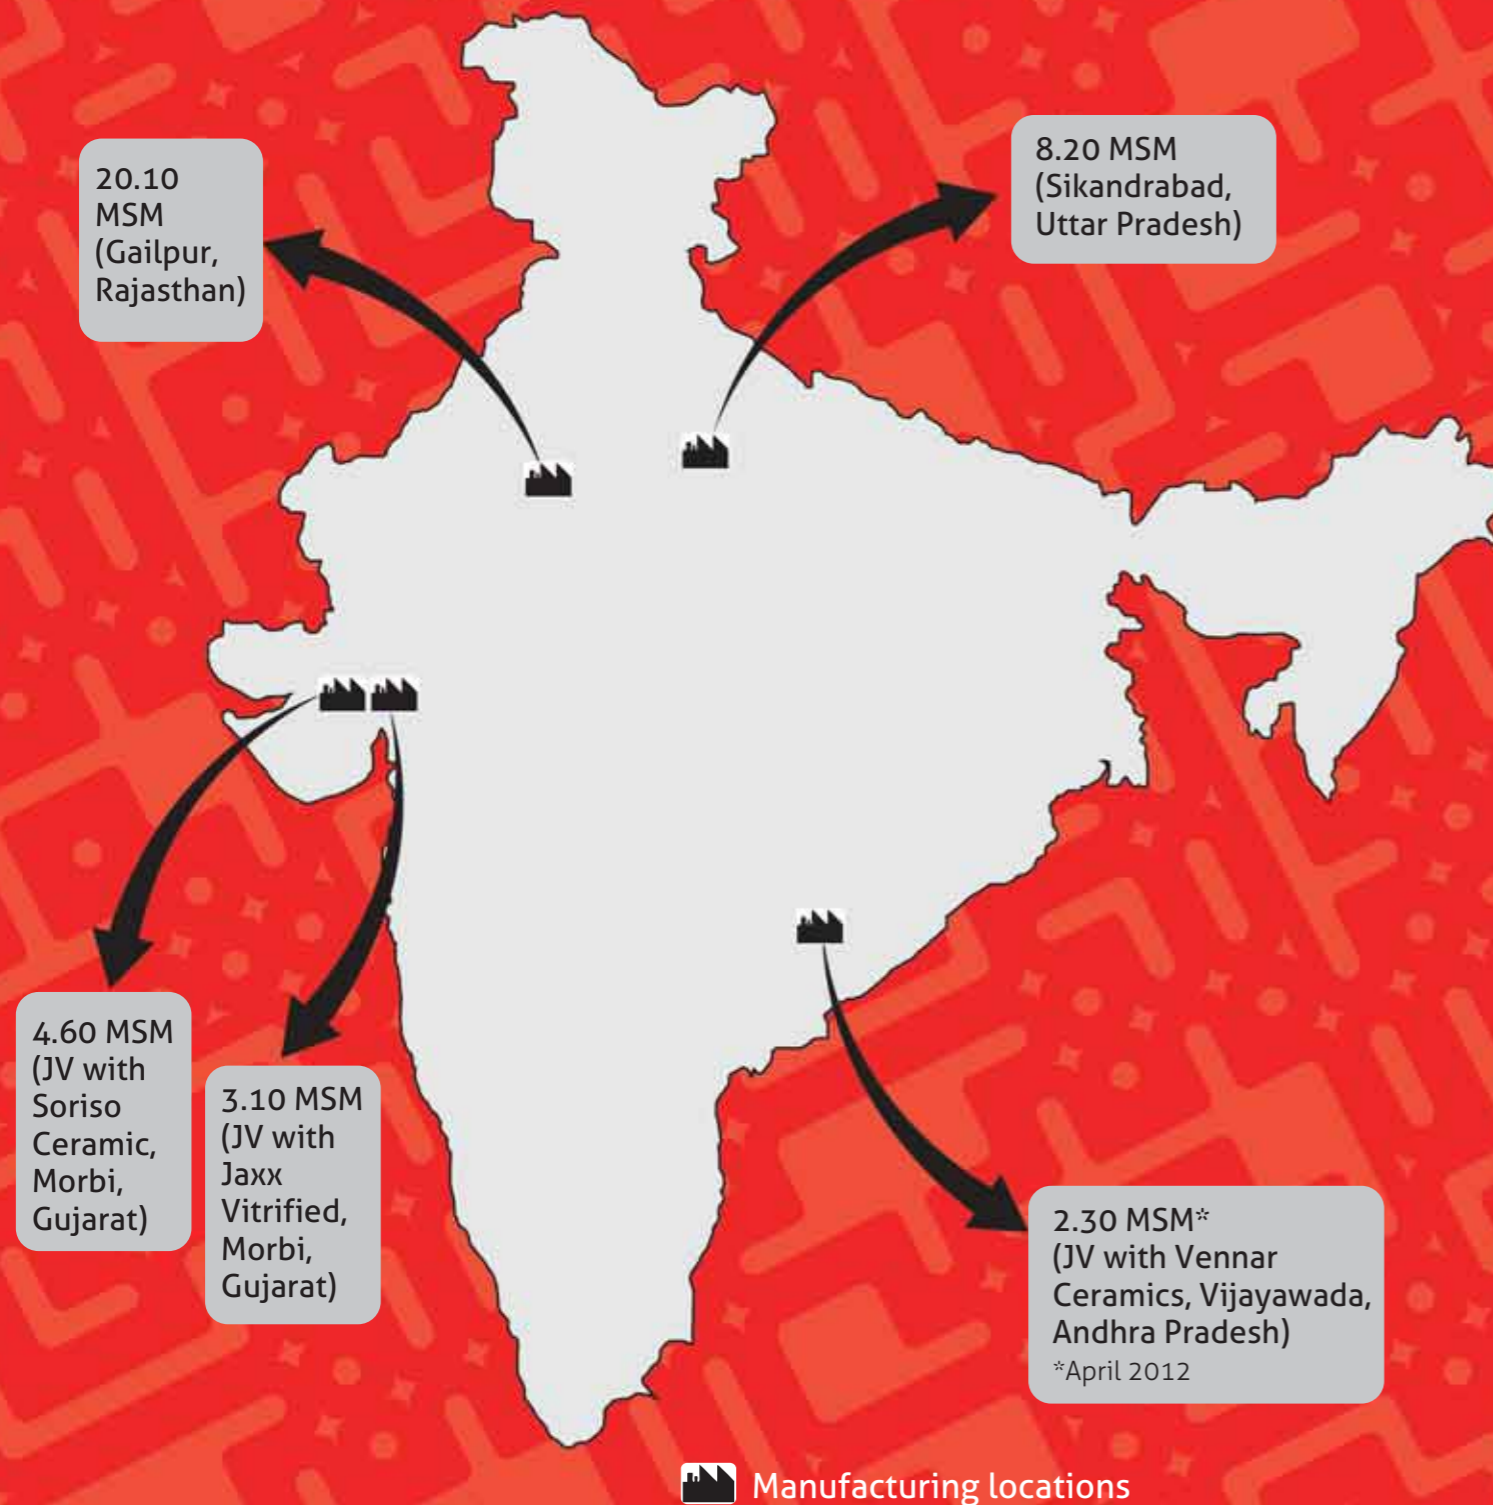 20.10
MSM
(Gailpur,
Rajasthan)
8.20 MSM
(Sikandrabad,
Uttar Pradesh)
4.60 MSM
(JV with
Soriso
Ceramic,
Morbi,
Gujarat)
3.10 MSM
(JV with
Jaxx
Vitrified,
Morbi,
Gujarat)
2.30 MSM*
(JV with Vennar
Ceramics, Vijayawada,
Andhra Pradesh)
*April 2012
Manufacturing locations